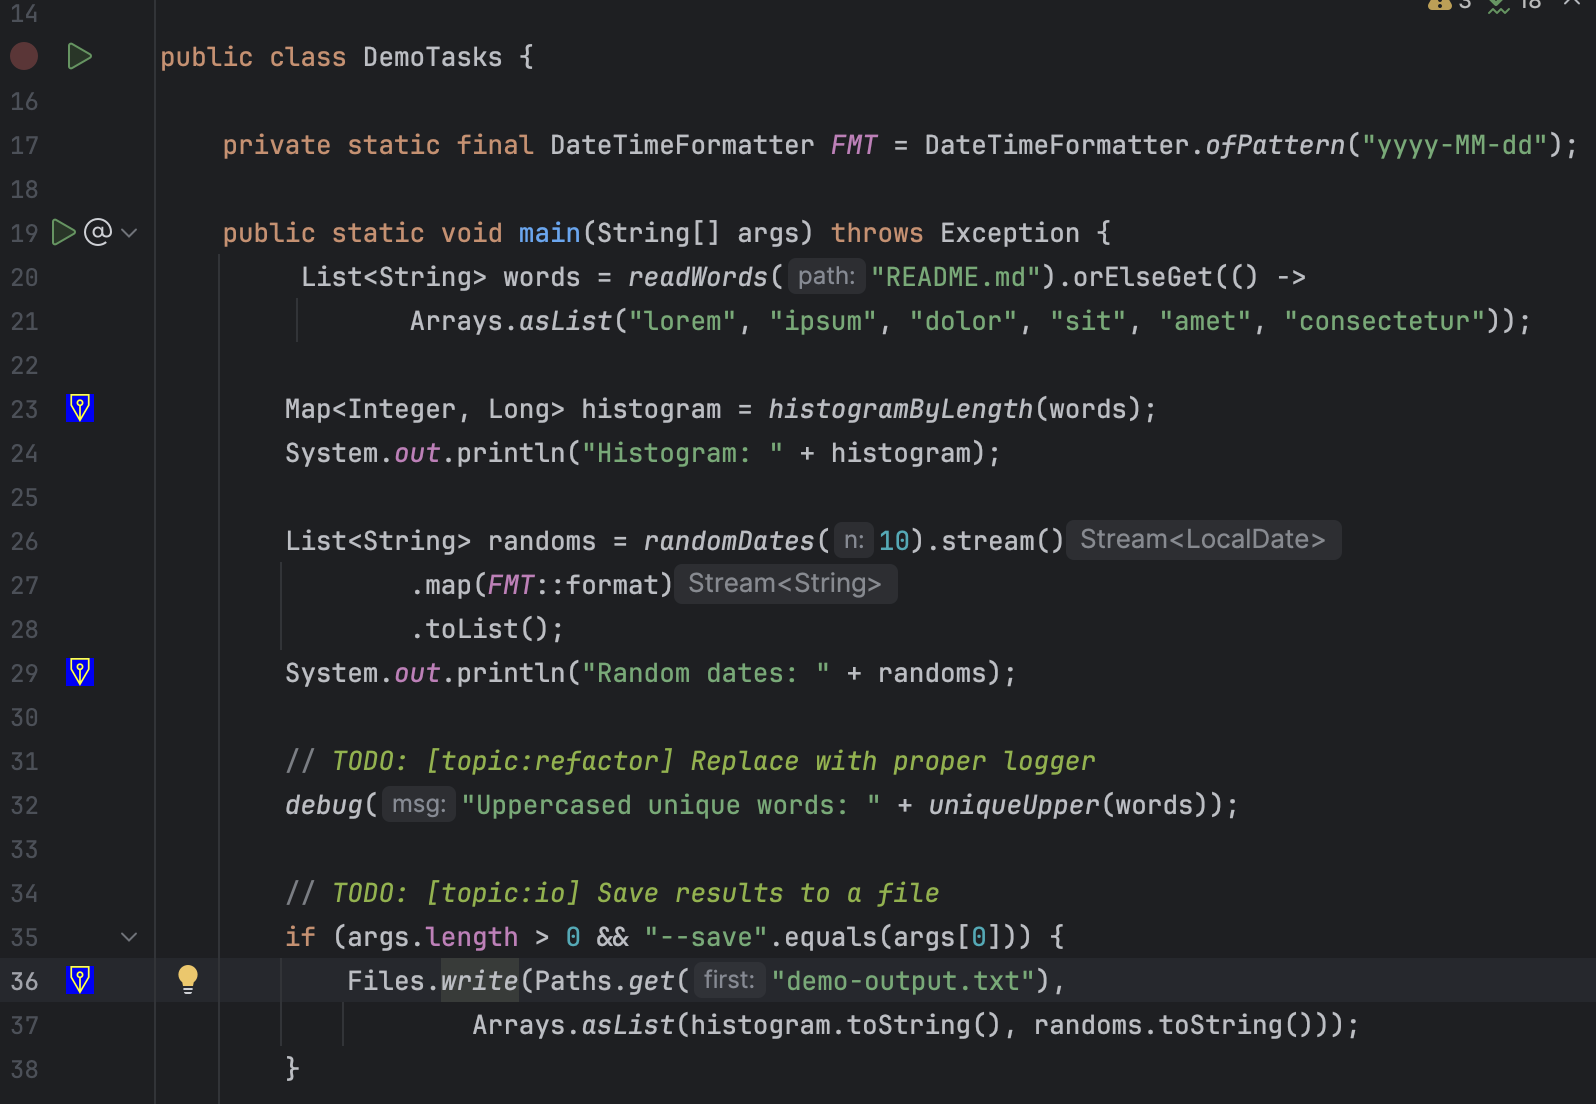 3 18
14
public class DemoTasks {
16
17 private static final DateTimeFormatter FMT = DateTimeFormatter.ofPattern("yyyy-MM-dd");
18
19 @ public static void main(String[] args) throws Exception {
20 List<String> words = readWords( path: "README.md").orElseGet(() ->
21 Arrays.asList("lorem", "ipsum", "dolor", "sit", "amet", "consectetur"));
22
23 Map<Integer, Long> histogram = histogramByLength(words);
24 System.out.println("Histogram: " + histogram);
25
26 List<String> randoms = randomDates( n: 10).stream() Stream<LocalDate>
27 .map(FMT::format) Stream<String>
28 .toList();
29 System.out.println("Random dates: " + randoms);
30
31 // TODO: [topic:refactor] Replace with proper logger
32 debug( msg: "Uppercased unique words: " + uniqueUpper(words));
33
34 // TODO: [topic:io] Save results to a file
35 if (args.length > 0 && "--save".equals(args[0])) {
36 Files.write(Paths.get( first: "demo-output.txt"),
37 Arrays.asList(histogram.toString(), randoms.toString()));
38 }